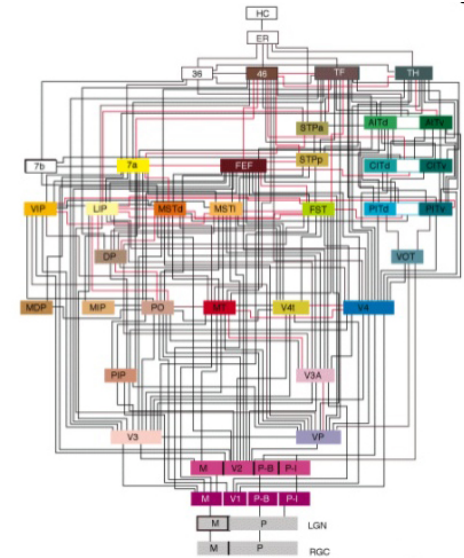 HC
ER
36 46 TF TH
STPa AITd AITv
7b 7a FEF STPp CITd CITv
VIP LIP MSTd MSTl FST PITd PITv
DP VOT
MDP MIP PO MT V4t V4
PIP V3A
V3 VP
M V2 P-B P-I
M V1 P-B P-I
M P LGN
M P RGC